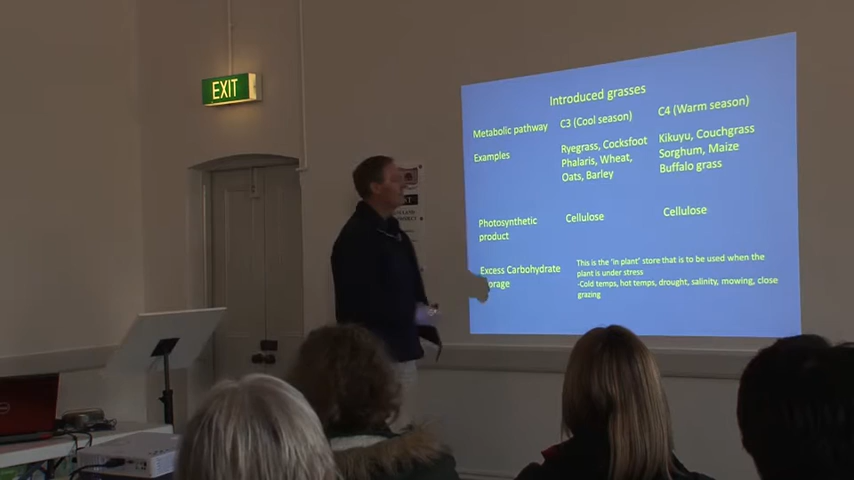 EXIT
Introduced grasses
Metabolic pathway C3 (Cool season) C4 (Warm season)
Examples Ryegrass, Cocksfoot Kikuyu, Couchgrass
Phalaris, Wheat, Sorghum, Maize
Oats, Barley Buffalo grass
Photosynthetic Cellulose Cellulose
product
Excess Carbohydrate This is the "in plant" store that is to be used when the
plant is under stress
-Cold temps, hot temps, drought, salinity, mowing, close
grazing